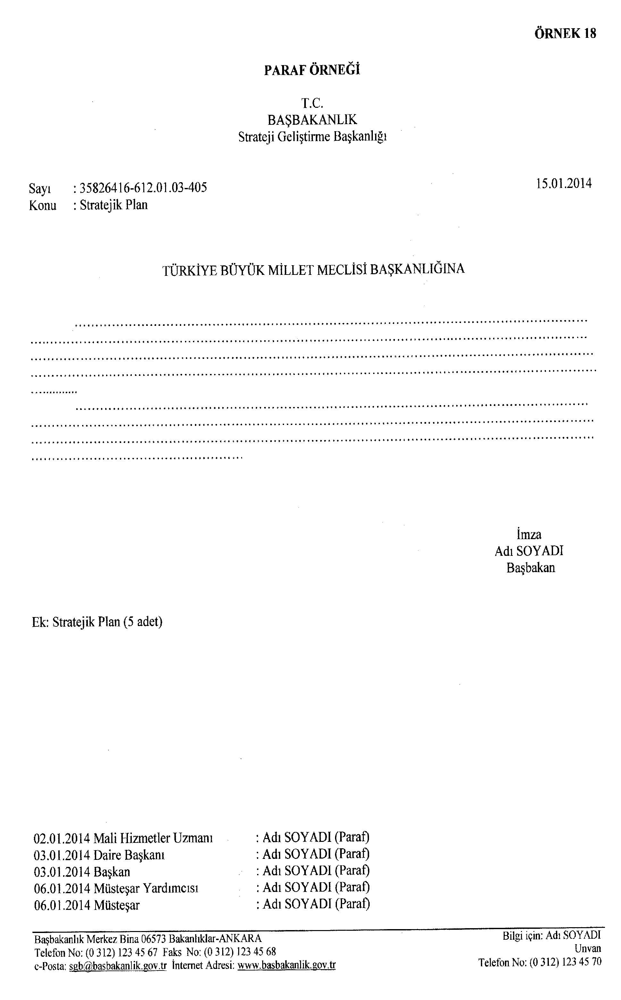 ÖRNEK 18
PARAF ÖRNEĞİ
T.C.
BAŞBAKANLIK
Strateji Geliştirme Başkanlığı
Sayı : 35826416-612.01.03-405 15.01.2014
Konu : Stratejik Plan
TÜRKİYE BÜYÜK MİLLET MECLİSİ BAŞKANLIĞINA
İmza
Adı SOYADI
Başbakan
Ek: Stratejik Plan (5 adet)
02.01.2014 Mali Hizmetler Uzmanı : Adı SOYADI (Paraf)
03.01.2014 Daire Başkanı : Adı SOYADI (Paraf)
03.01.2014 Başkan : Adı SOYADI (Paraf)
06.01.2014 Müsteşar Yardımcısı : Adı SOYADI (Paraf)
06.01.2014 Müsteşar : Adı SOYADI (Paraf)
Başbakanlık Merkez Bina 06573 Bakanlıklar-ANKARA
Telefon No: (0 312) 123 45 67 Faks No: (0 312) 123 45 68
e-Posta: sgb@basbakanlik.gov.tr İnternet Adresi: www.basbakanlik.gov.tr
Bilgi için: Adı SOYADI
Unvan
Telefon No: (0 312) 123 45 70